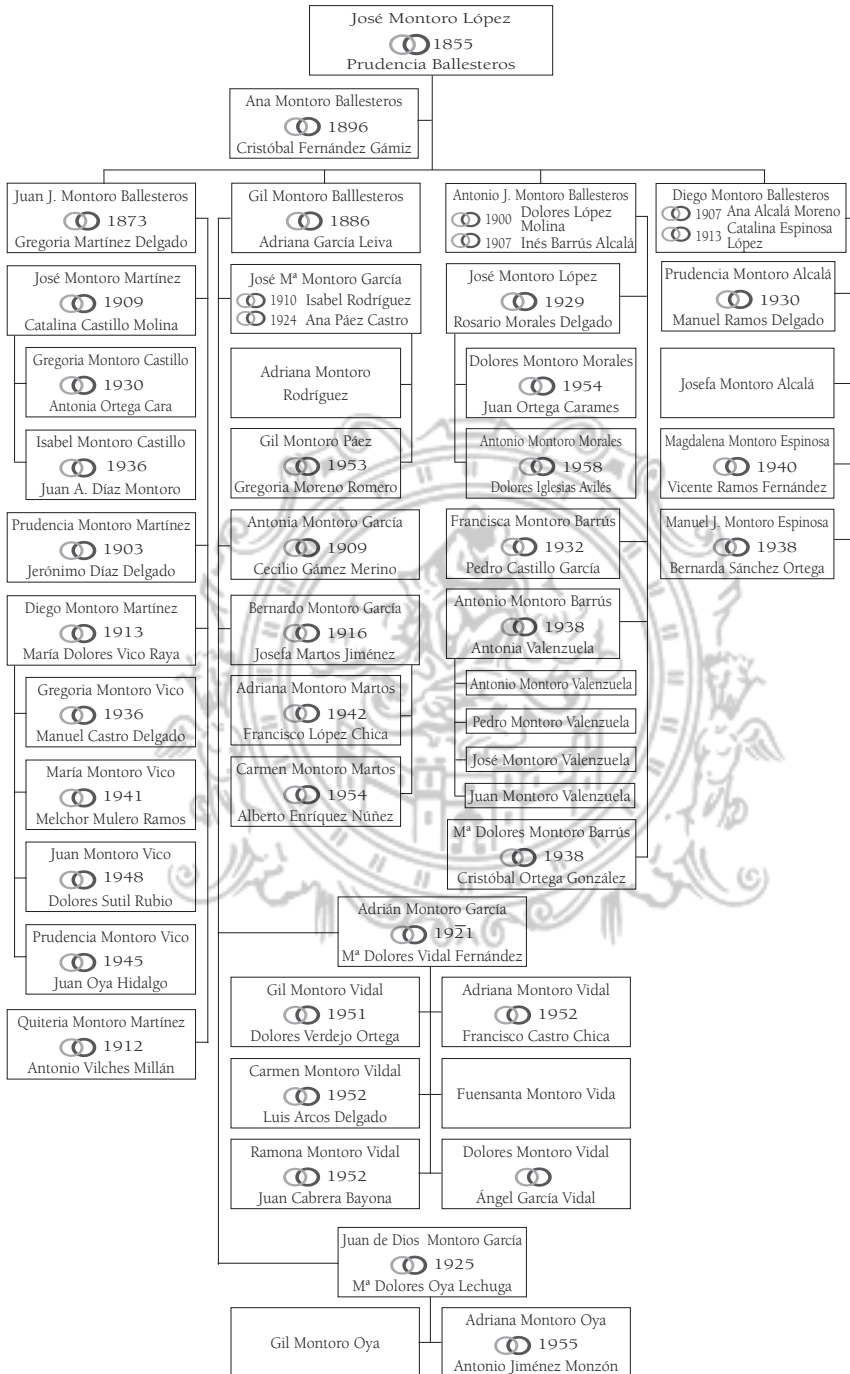 José Montoro López
1855
Prudencia Ballesteros
Ana Montoro Ballesteros
1896
Cristóbal Fernández Gámiz
Juan J. Montoro Ballesteros
1873
Gregoria Martínez Delgado
Gil Montoro Balllesteros
1886
Adriana García Leiva
Antonio J. Montoro Ballesteros
1900 Dolores López
Molina
1907 Inés Barrús Alcalá
Diego Montoro Ballesteros
1907 Ana Alcalá Moreno
1913 Catalina Espinosa
López
José Montoro Martínez
1909
Catalina Castillo Molina
Gregoria Montoro Castillo
1930
Antonia Ortega Cara
Isabel Montoro Castillo
1936
Juan A. Díaz Montoro
Prudencia Montoro Martínez
1903
Jerónimo Díaz Delgado
Diego Montoro Martínez
1913
María Dolores Vico Raya
Gregoria Montoro Vico
1936
Manuel Castro Delgado
María Montoro Vico
1941
Melchor Mulero Ramos
Juan Montoro Vico
1948
Dolores Sutil Rubio
Prudencia Montoro Vico
1945
Juan Oya Hidalgo
Quiteria Montoro Martínez
1912
Antonio Vilches Millán
José Mª Montoro García
1910 Isabel Rodríguez
1924 Ana Páez Castro
Adriana Montoro
Rodríguez
Gil Montoro Páez
1953
Gregoria Moreno Romero
Antonia Montoro García
1909
Cecilio Gámez Merino
Bernardo Montoro García
1916
Josefa Martos Jiménez
Adriana Montoro Martos
1942
Francisco López Chica
Carmen Montoro Martos
1954
Alberto Enríquez Núñez
José Montoro López
1929
Rosario Morales Delgado
Dolores Montoro Morales
1954
Juan Ortega Carames
Antonio Montoro Morales
1958
Dolores Iglesias Avilés
Francisca Montoro Barrús
1932
Pedro Castillo García
Antonio Montoro Barrús
1938
Antonia Valenzuela
Antonio Montoro Valenzuela
Pedro Montoro Valenzuela
José Montoro Valenzuela
Juan Montoro Valenzuela
Mª Dolores Montoro Barrús
1938
Cristóbal Ortega González
Prudencia Montoro Alcalá
1930
Manuel Ramos Delgado
Josefa Montoro Alcalá
Magdalena Montoro Espinosa
1940
Vicente Ramos Fernández
Manuel J. Montoro Espinosa
1938
Bernarda Sánchez Ortega
Adrián Montoro García
1921
Mª Dolores Vidal Fernández
Gil Montoro Vidal
1951
Dolores Verdejo Ortega
Adriana Montoro Vidal
1952
Francisco Castro Chica
Carmen Montoro Vildal
1952
Luis Arcos Delgado
Fuensanta Montoro Vida
Ramona Montoro Vidal
1952
Juan Cabrera Bayona
Dolores Montoro Vidal
Ángel García Vidal
Juan de Dios Montoro García
1925
Mª Dolores Oya Lechuga
Gil Montoro Oya
Adriana Montoro Oya
1955
Antonio Jiménez Monzón